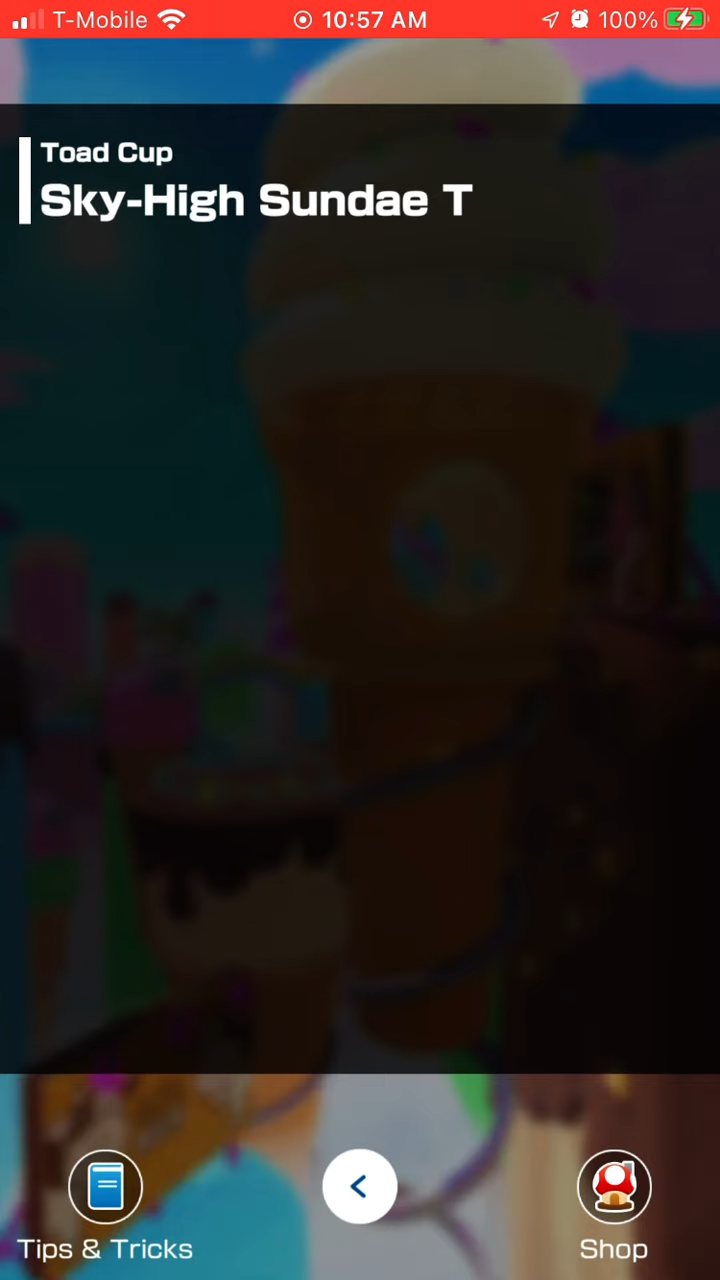 T-Mobile 10:57 AM 100%
Toad Cup
Sky-High Sundae T
Tips & Tricks
Shop